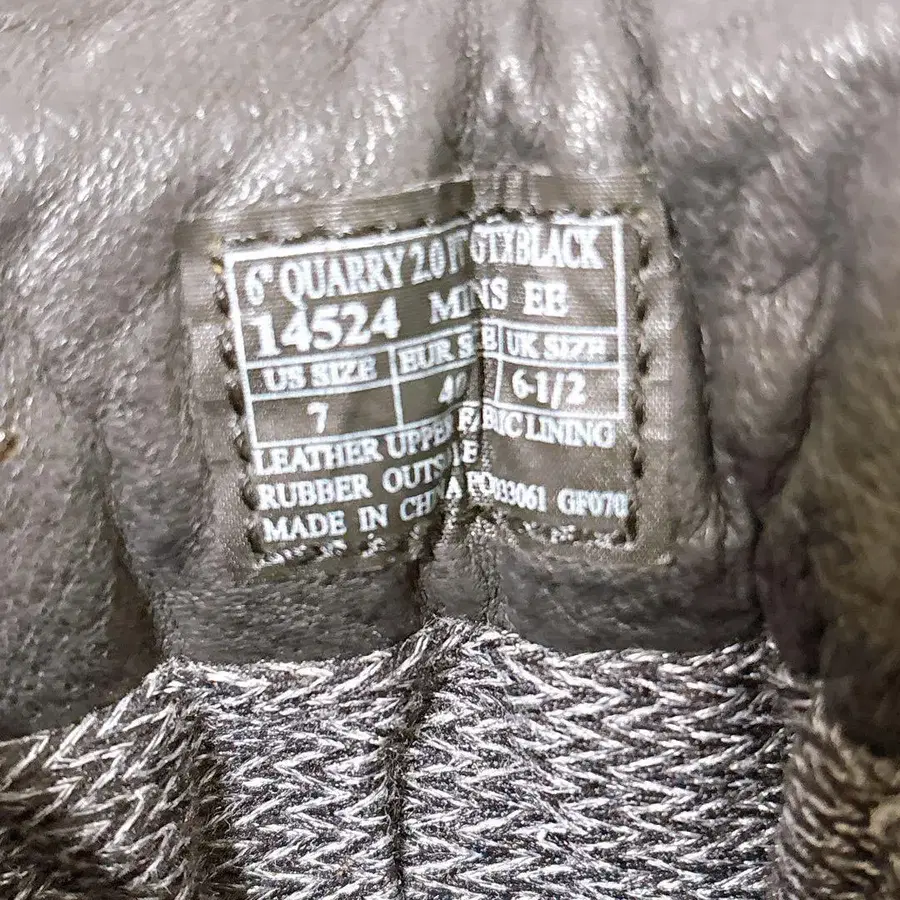 6" QUARRY 2.0 GTX BLACK
14524 MENS EE
US SIZE EUR SIZE UK SIZE
7 40 6-1/2
LEATHER UPPER FABRIC LINING
RUBBER OUTSOLE
MADE IN CHINA GF070